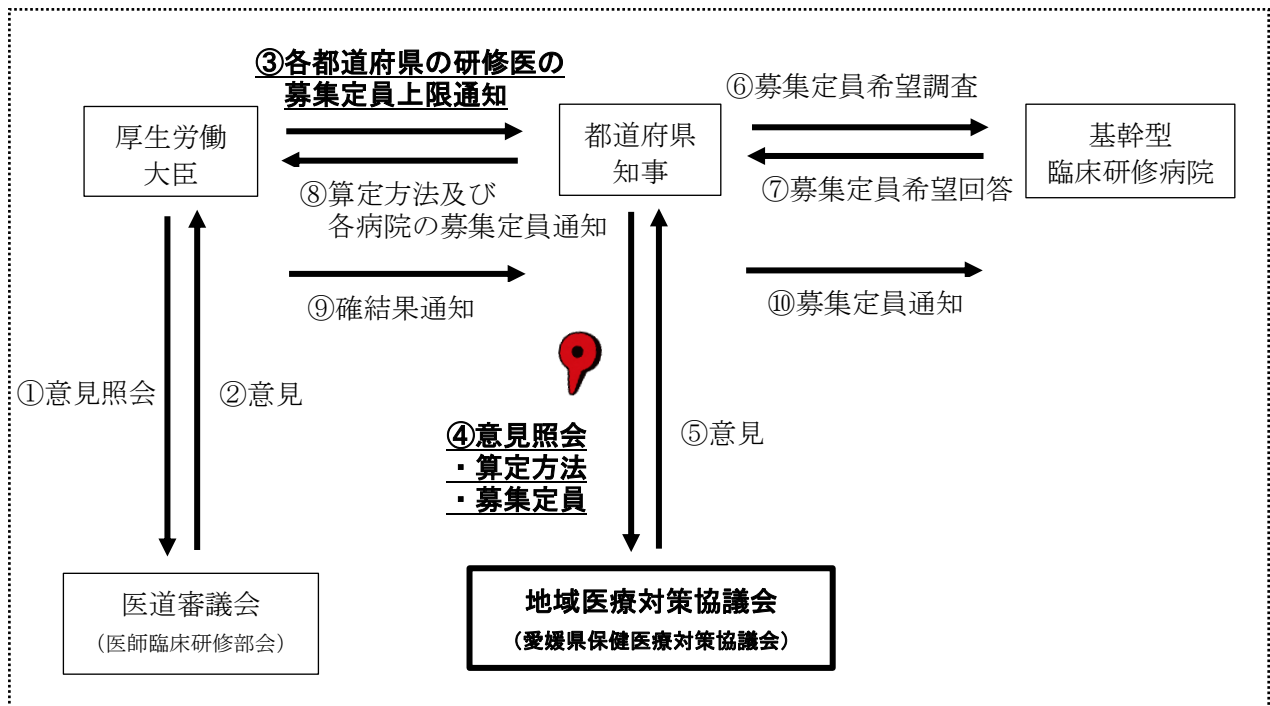 ③各都道府県の研修医の
募集定員上限通知
⑥募集定員希望調査
厚生労働
大臣
都道府県
知事
基幹型
臨床研修病院
⑧算定方法及び
各病院の募集定員通知
⑦募集定員希望回答
⑨確結果通知
⑩募集定員通知
①意見照会
②意見
④意見照会
・算定方法
・募集定員
⑤意見
医道審議会
(医師臨床研修部会)
地域医療対策協議会
(愛媛県保健医療対策協議会)